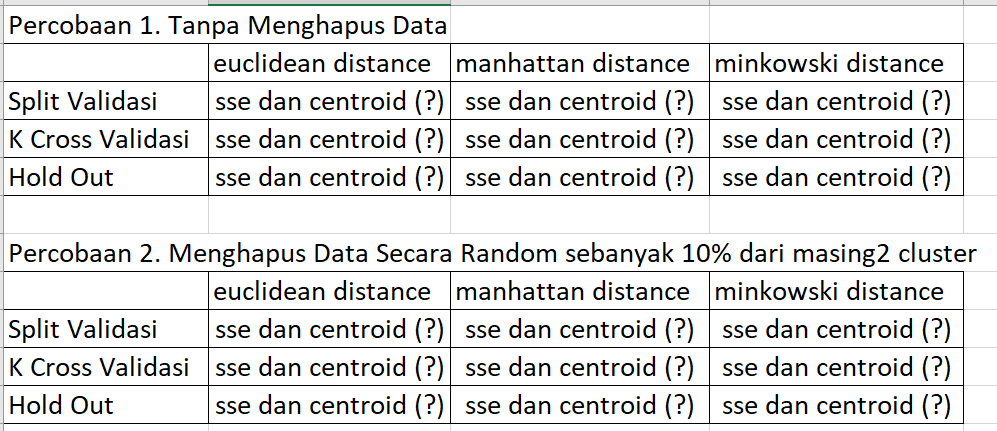 Percobaan 1. Tanpa Menghapus Data
euclidean distance manhattan distance minkowski distance
Split Validasi sse dan centroid (?) sse dan centroid (?) sse dan centroid (?)
K Cross Validasi sse dan centroid (?) sse dan centroid (?) sse dan centroid (?)
Hold Out sse dan centroid (?) sse dan centroid (?) sse dan centroid (?)
Percobaan 2. Menghapus Data Secara Random sebanyak 10% dari masing2 cluster
euclidean distance manhattan distance minkowski distance
Split Validasi sse dan centroid (?) sse dan centroid (?) sse dan centroid (?)
K Cross Validasi sse dan centroid (?) sse dan centroid (?) sse dan centroid (?)
Hold Out sse dan centroid (?) sse dan centroid (?) sse dan centroid (?)